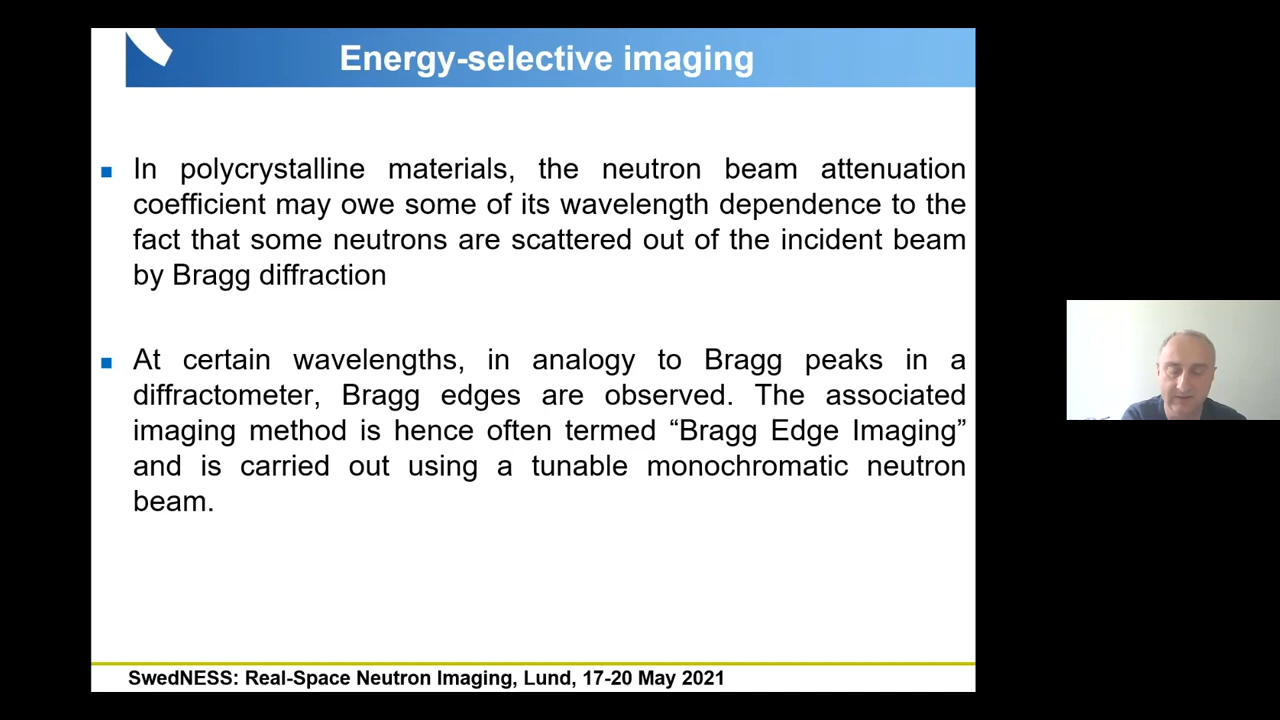 Energy-selective imaging
In polycrystalline materials, the neutron beam attenuation
coefficient may owe some of its wavelength dependence to the
fact that some neutrons are scattered out of the incident beam
by Bragg diffraction
At certain wavelengths, in analogy to Bragg peaks in a
diffractometer, Bragg edges are observed. The associated
imaging method is hence often termed “Bragg Edge Imaging”
and is carried out using a tunable monochromatic neutron
beam.
SwedNESS: Real-Space Neutron Imaging, Lund, 17-20 May 2021